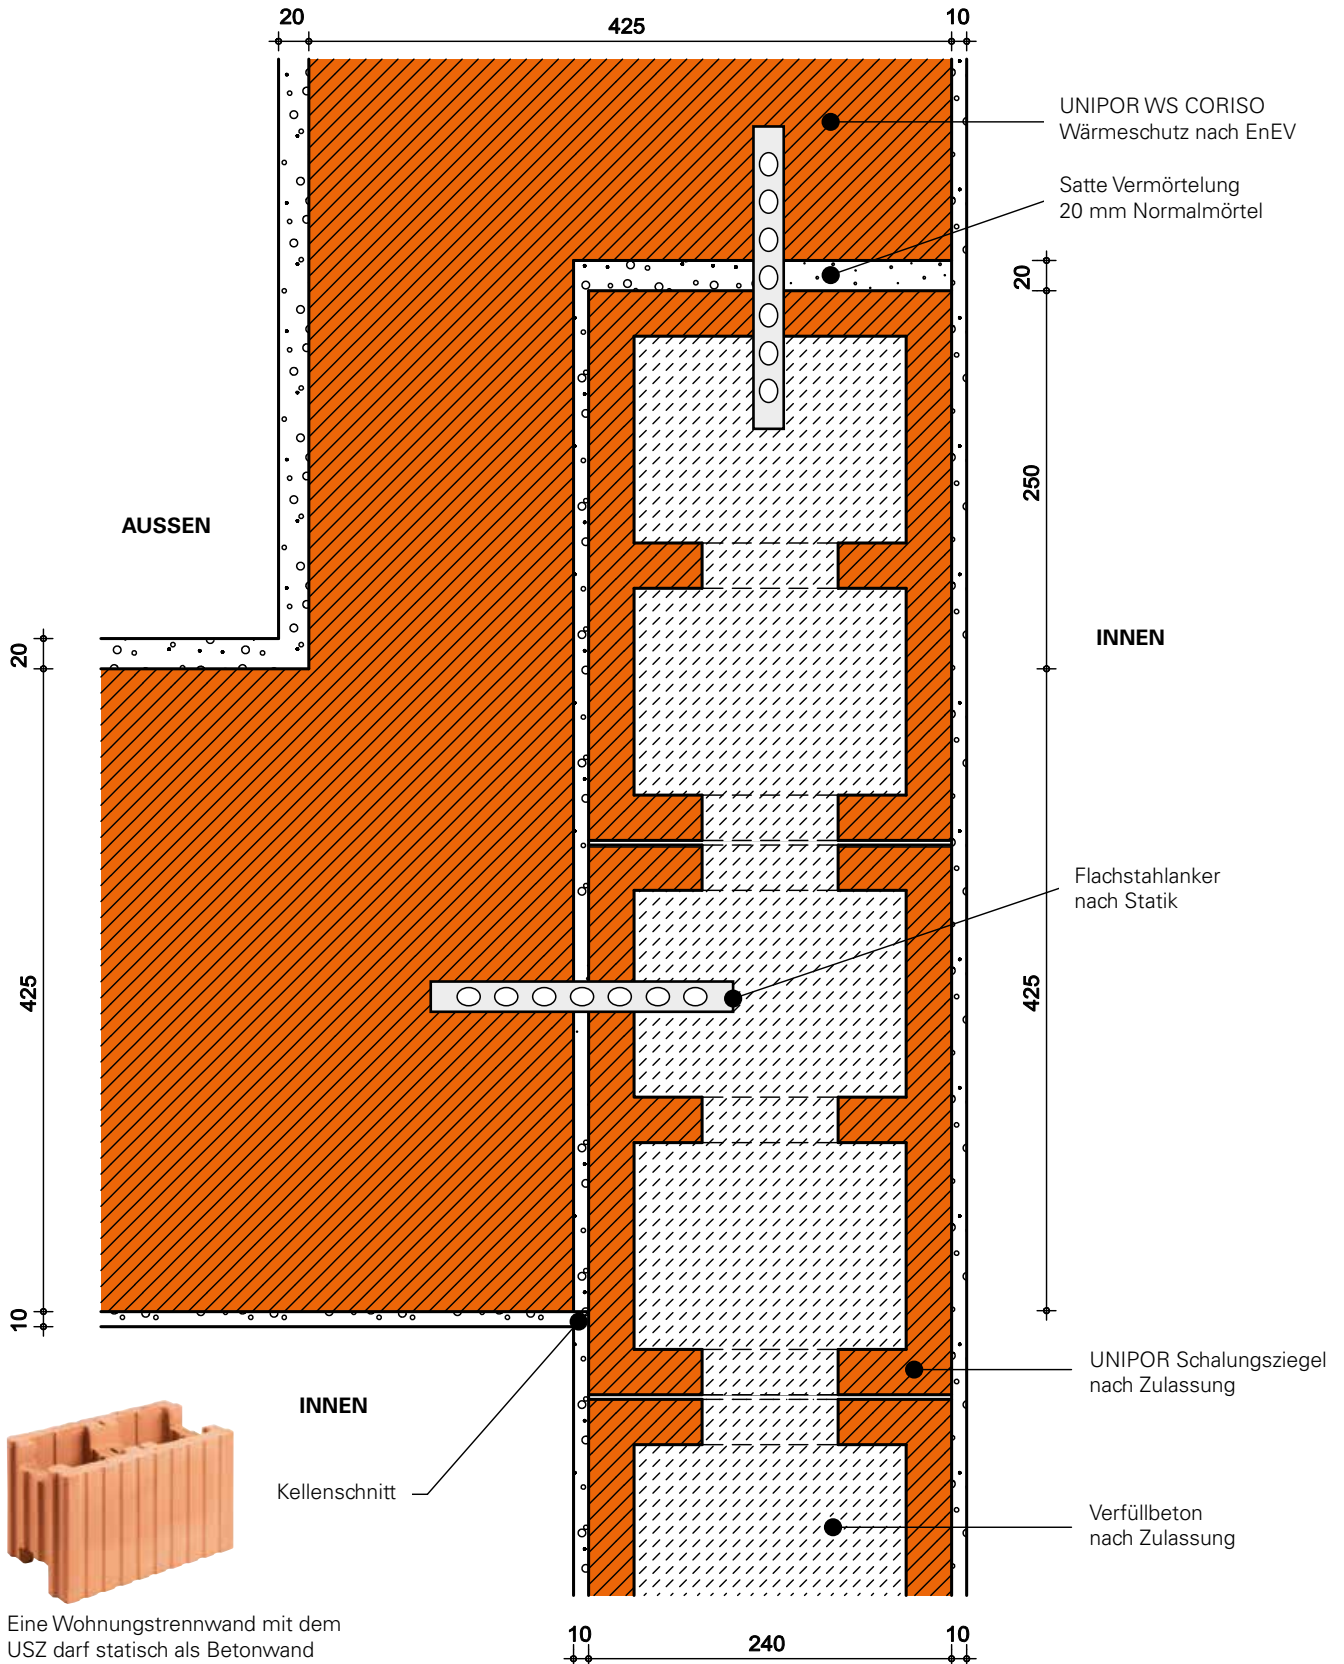 20
425
10
UNIPOR WS CORISO
Wärmeschutz nach EnEV
Satte Vermörtelung
20 mm Normalmörtel
20
250
AUSSEN
INNEN
20
Flachstahlanker
nach Statik
425
425
10
UNIPOR Schalungsziegel
nach Zulassung
INNEN
Kellenschnitt
Verfüllbeton
nach Zulassung
Eine Wohnungstrennwand mit dem
USZ darf statisch als Betonwand
10
240
10